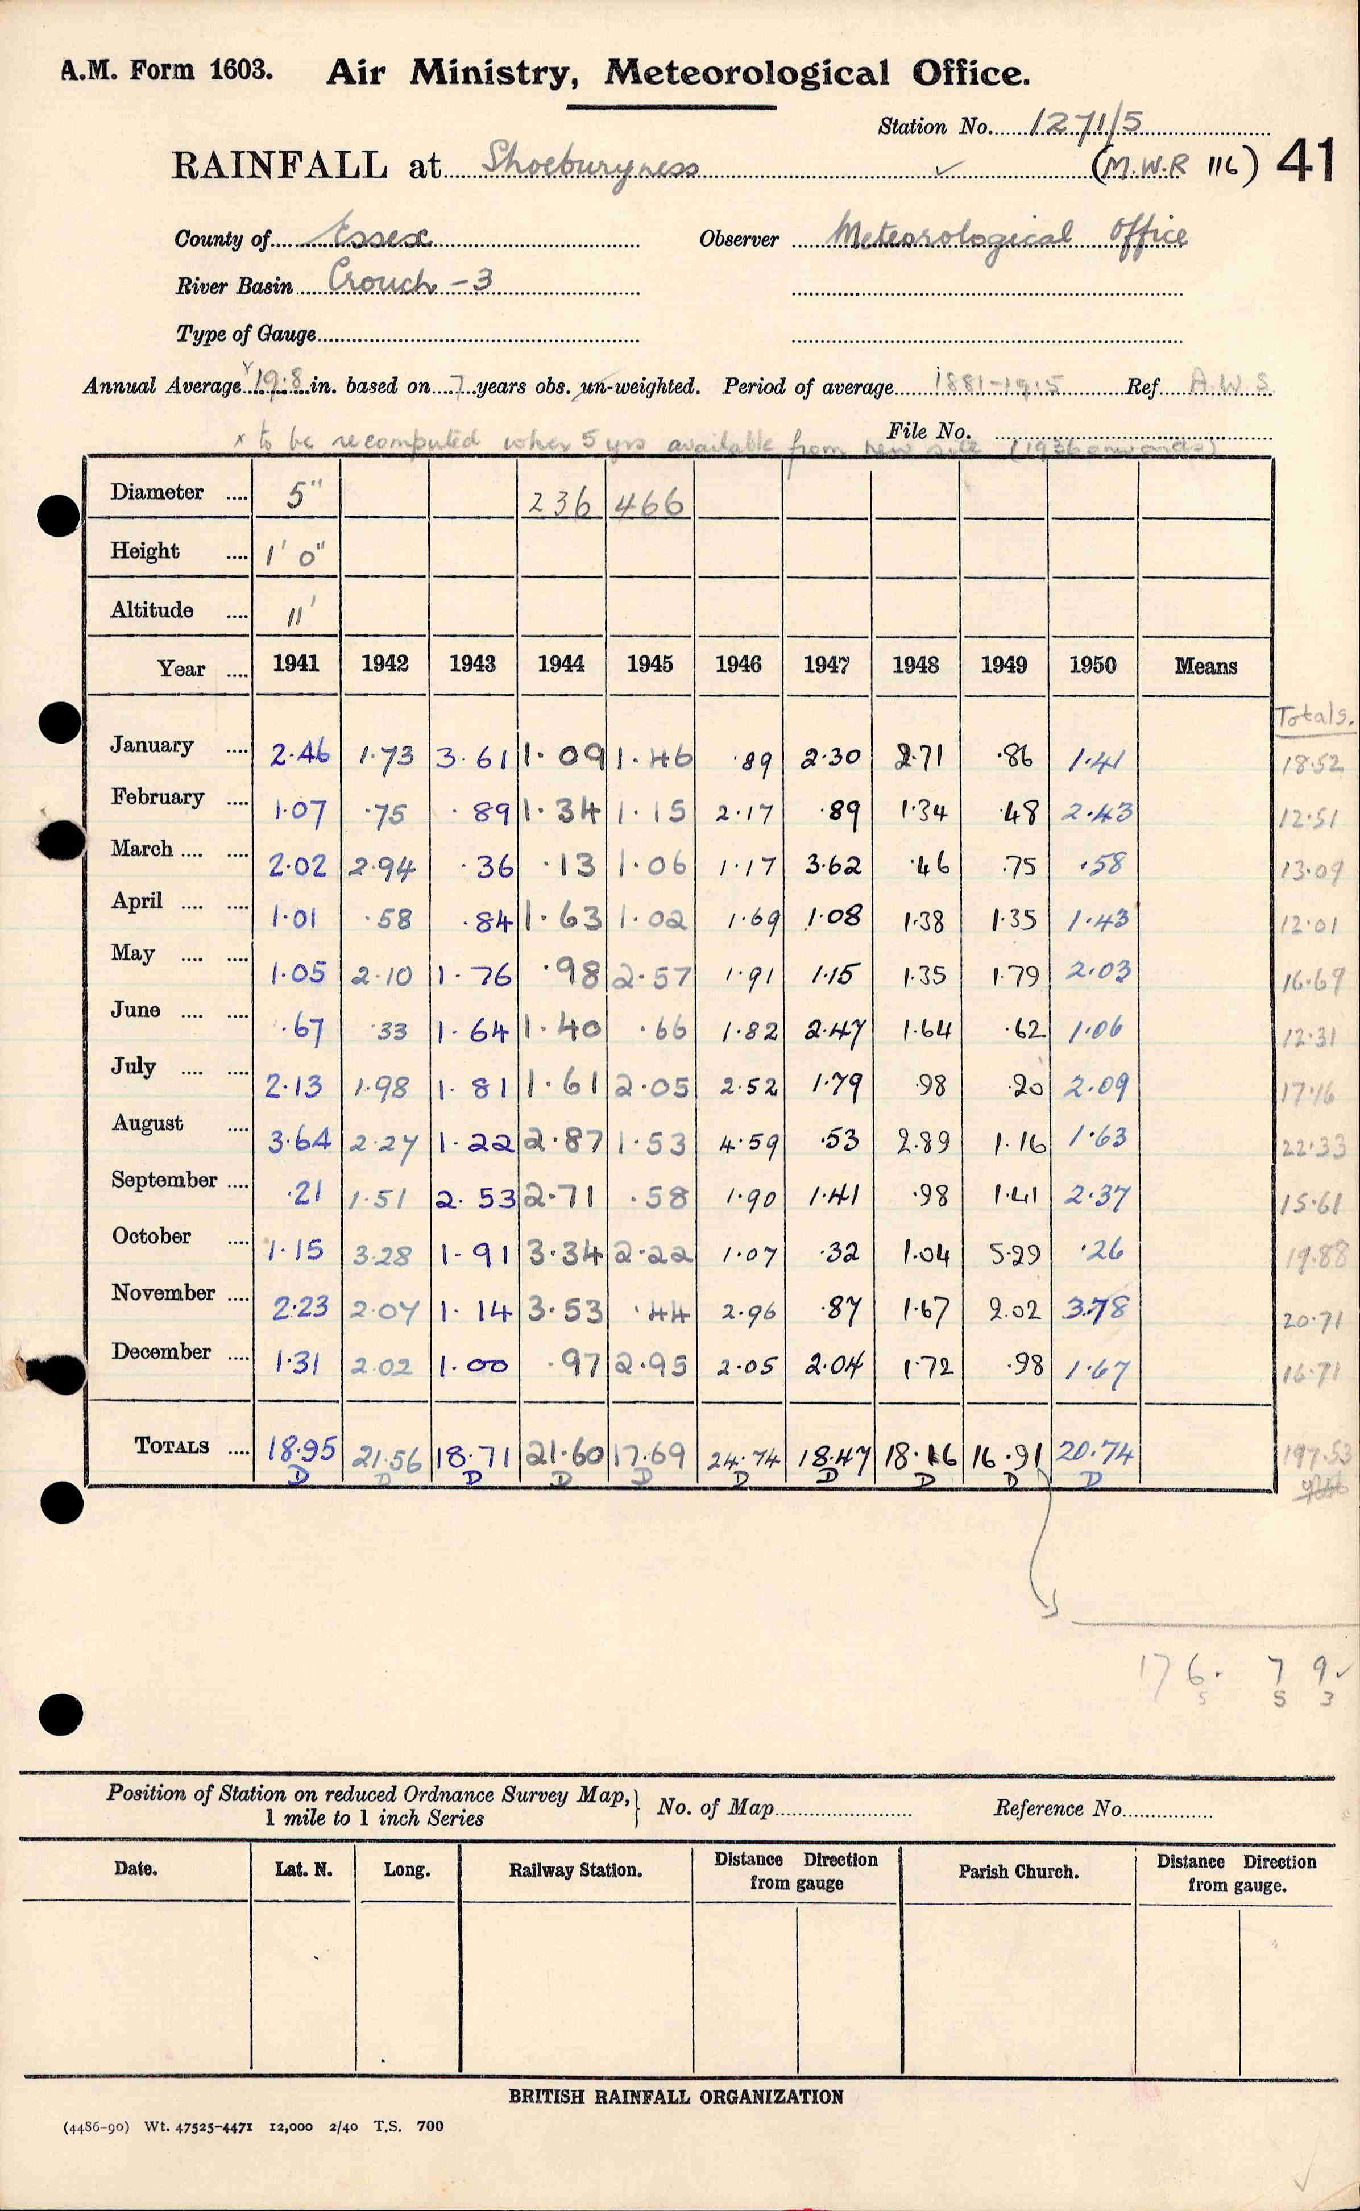 A.M. Form 1603. Air Ministry, Meteorological Office.
Station No. 1271/5
RAINFALL at Shoeburyness ✓ (M.W.R 116) 41
County of Essex Observer Meteorological Office
River Basin Crouch - 3
Type of Gauge
Annual Average x 19.8 in. based on 7 years obs. un-weighted. Period of average 1881-1915 Ref A.W.S.
File No.
x to be recomputed when 5 yrs available from new site (1936 onwards)
Diameter .... 5" 236 466
Height .... 1' 0"
Altitude .... 11'
Year .... 1941 1942 1943 1944 1945 1946 1947 1948 1949 1950 Means
Totals.
January .... 2.46 1.73 3.61 1.09 1.46 .89 2.30 2.71 .86 1.41 18.52
February .... 1.07 .75 .89 1.34 1.15 2.17 .89 1.34 .48 2.43 12.51
March .... .... 2.02 2.94 .36 .13 1.06 1.17 3.62 .46 .75 .58 13.09
April .... .... 1.01 .58 .84 1.63 1.02 1.69 1.08 1.38 1.35 1.43 12.01
May .... .... 1.05 2.10 1.76 .98 2.57 1.91 1.15 1.35 1.79 2.03 16.69
June .... .... .67 .33 1.64 1.40 .66 1.82 2.47 1.64 .62 1.06 12.31
July .... .... 2.13 1.98 1.81 1.61 2.05 2.52 1.79 .98 .20 2.09 17.16
August .... 3.64 2.27 1.22 2.87 1.53 4.59 .53 2.89 1.16 1.63 22.33
September .... .21 1.51 2.53 2.71 .58 1.90 1.41 .98 1.41 2.37 15.61
October .... 1.15 3.28 1.91 3.34 2.22 1.07 .32 1.04 5.29 .26 19.88
November .... 2.23 2.07 1.14 3.53 .44 2.96 .87 1.67 2.02 3.78 20.71
December .... 1.31 2.02 1.00 .97 2.95 2.05 2.04 1.72 .98 1.67 16.71
TOTALS .... 18.95 21.56 18.71 21.60 17.69 24.74 18.47 18.16 16.91 20.74 197.53
D D D D D D D D D D
176.79 ✓
5 5 3
Position of Station on reduced Ordnance Survey Map, 1 mile to 1 inch Series } No. of Map Reference No.
Date. Lat. N. Long. Railway Station. Distance Direction from gauge Parish Church. Distance Direction from gauge.
BRITISH RAINFALL ORGANIZATION
(4486-90) Wt. 47525-4471 12,000 2/40 T.S. 700